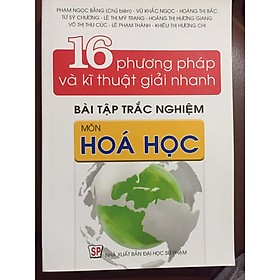 PHẠM NGỌC BẰNG (Chủ biên) - VŨ KHẮC NGỌC - HOÀNG THỊ BẮC
TỪ SỸ CHƯƠNG - LÊ THỊ MỸ TRANG - HOÀNG THỊ HƯƠNG GIANG
VÕ THỊ THU CÚC - LÊ PHẠM THÀNH - KHIẾU THỊ HƯƠNG CHI
16 phương pháp
và kĩ thuật giải nhanh
BÀI TẬP TRẮC NGHIỆM
MÔN
HOÁ HỌC
SP
NHÀ XUẤT BẢN ĐẠI HỌC SƯ PHẠM